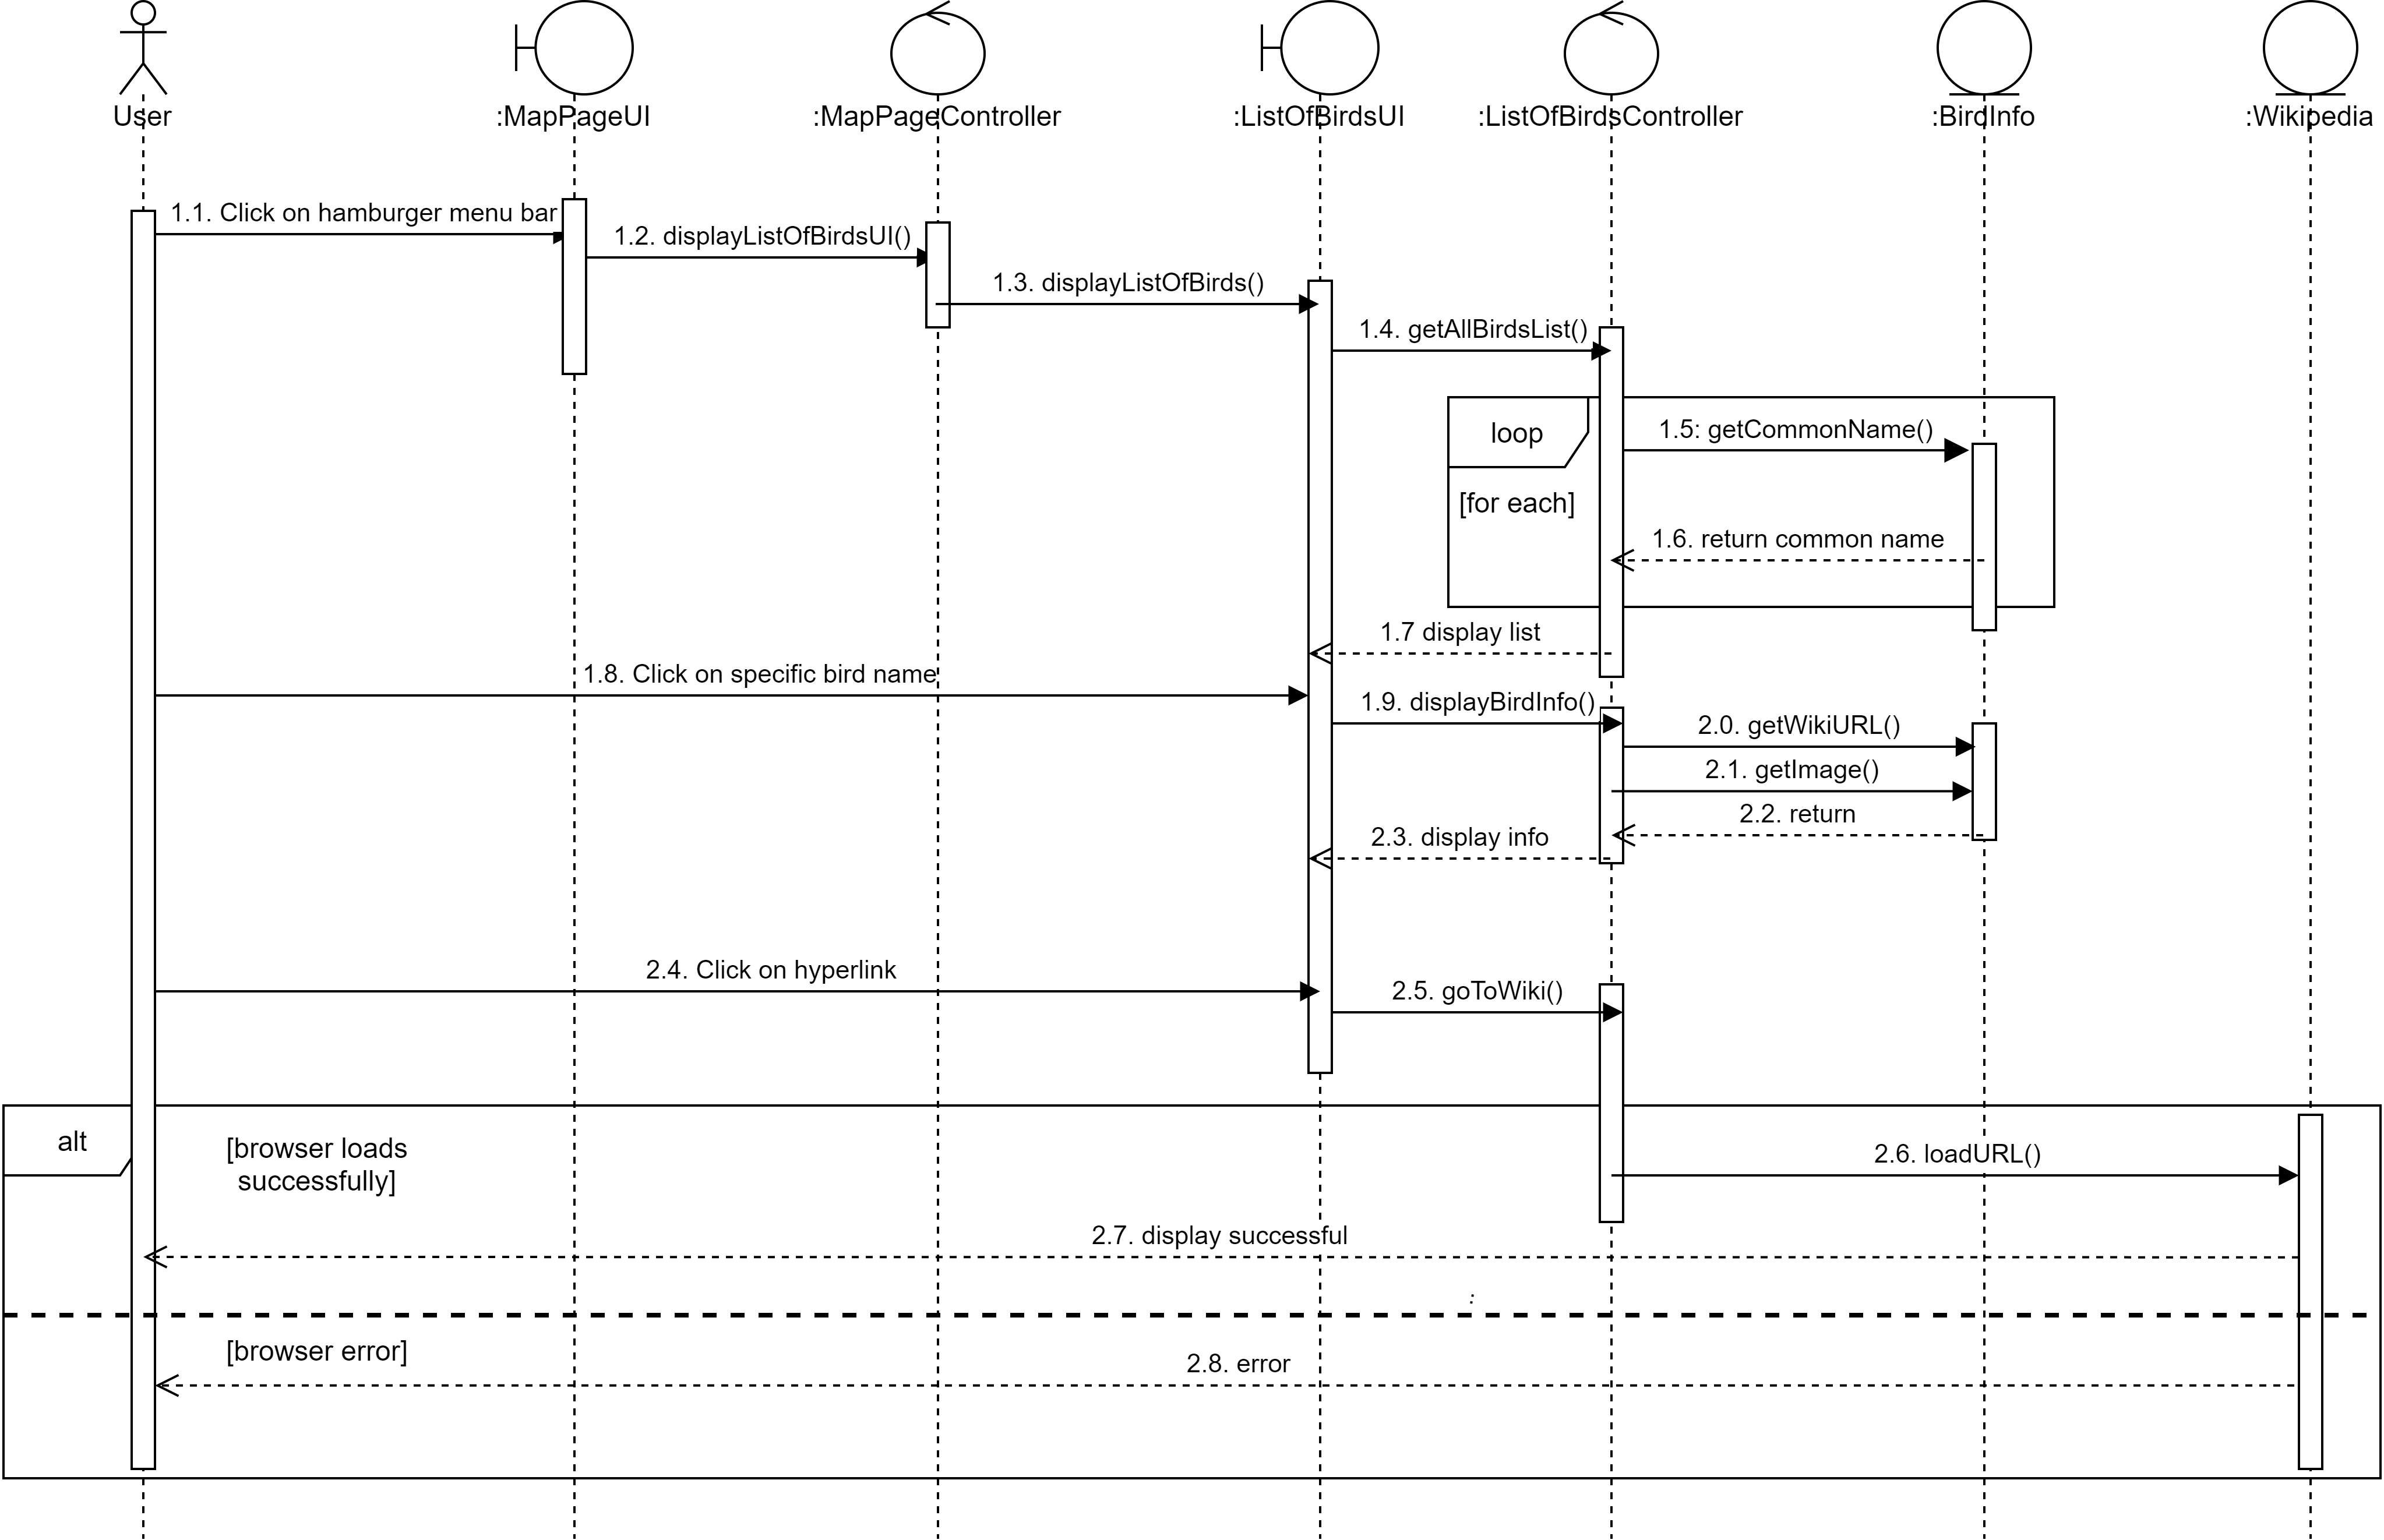 User
:MapPageUI
:MapPageController
:ListOfBirdsUI
:ListOfBirdsController
:BirdInfo
:Wikipedia
1.1. Click on hamburger menu bar
1.2. displayListOfBirdsUI()
1.3. displayListOfBirds()
1.4. getAllBirdsList()
loop
1.5: getCommonName()
[for each]
1.6. return common name
1.7 display list
1.8. Click on specific bird name
1.9. displayBirdInfo()
2.0. getWikiURL()
2.1. getImage()
2.2. return
2.3. display info
2.4. Click on hyperlink
2.5. goToWiki()
alt
[browser loads
successfully]
2.6. loadURL()
2.7. display successful
:
[browser error]
2.8. error